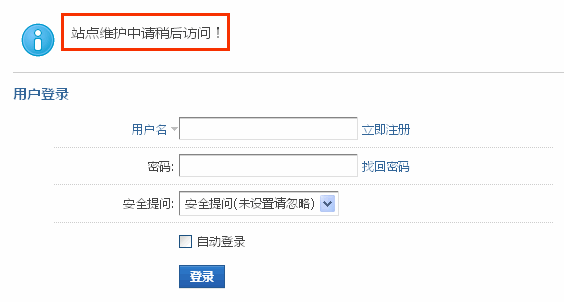 站点维护中请稍后访问！
用户登录
用户名 立即注册
密码: 找回密码
安全提问: 安全提问(未设置请忽略)
自动登录
登录